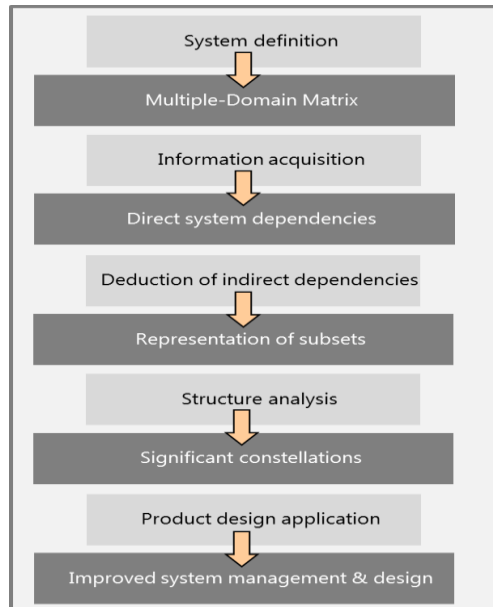 System definition
Multiple-Domain Matrix
Information acquisition
Direct system dependencies
Deduction of indirect dependencies
Representation of subsets
Structure analysis
Significant constellations
Product design application
Improved system management & design